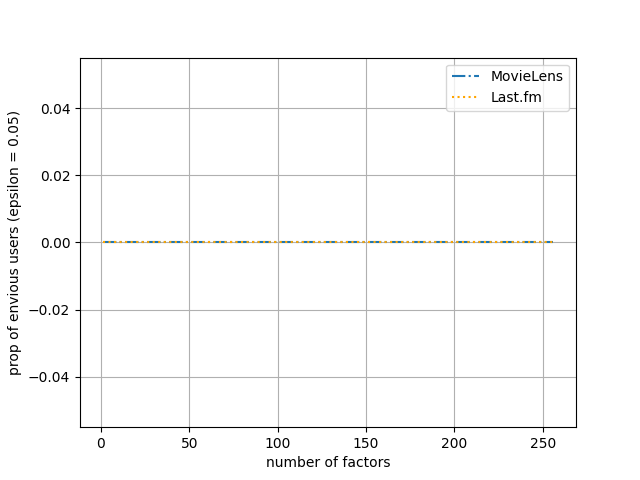 MovieLens
Last.fm
0.04
0.02
0.00
−0.02
−0.04
prop of envious users (epsilon = 0.05)
0 50 100 150 200 250
number of factors